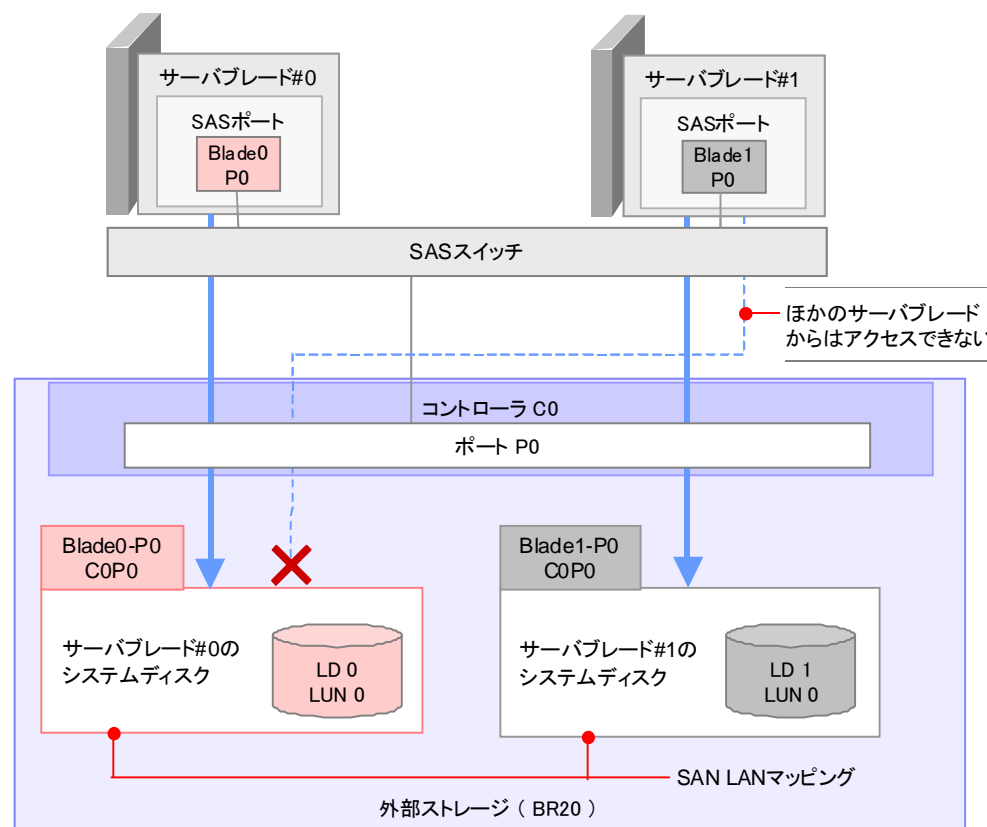 サーバブレード#0
SASポート
Blade0
P0
サーバブレード#1
SASポート
Blade1
P0
SASスイッチ
ほかのサーバブレード
からはアクセスできない
コントローラ C0
ポート P0
Blade0-P0
C0P0
サーバブレード#0の
システムディスク
LD 0
LUN 0
Blade1-P0
C0P0
サーバブレード#1の
システムディスク
LD 1
LUN 0
SAN LANマッピング
外部ストレージ（ BR20 ）